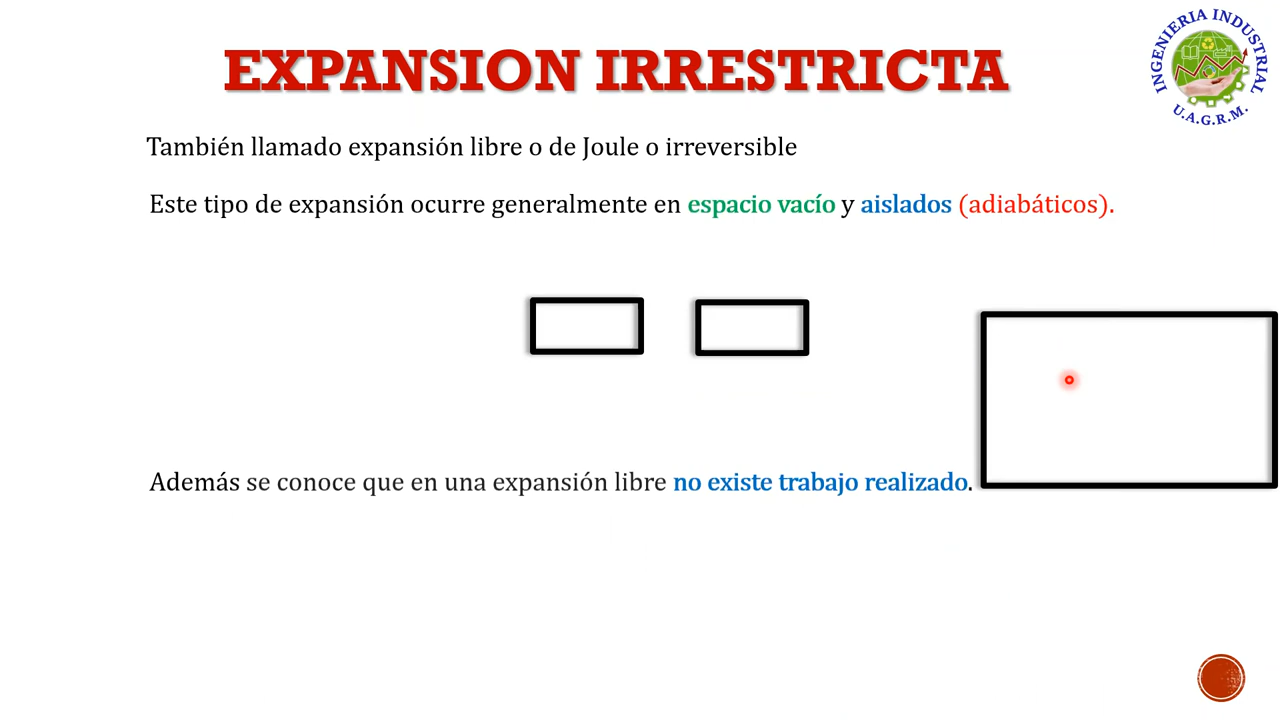 EXPANSION IRRESTRICTA
INGENIERIA INDUSTRIAL
U.A.G.R.M.
También llamado expansión libre o de Joule o irreversible
Este tipo de expansión ocurre generalmente en espacio vacío y aislados (adiabáticos).
Además se conoce que en una expansión libre no existe trabajo realizado.